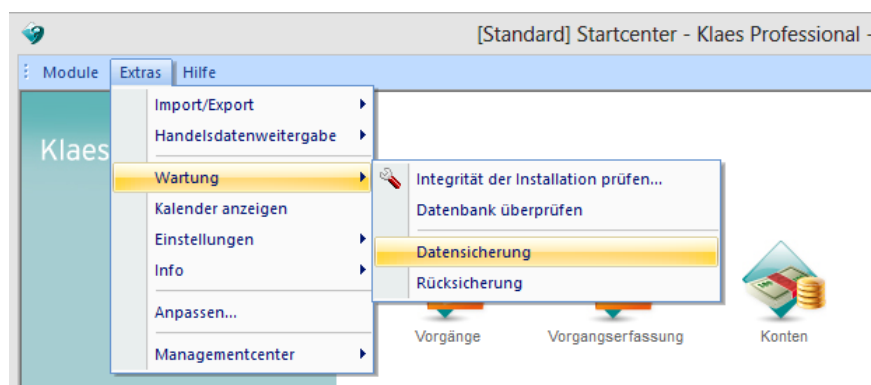 [Standard] Startcenter - Klaes Professional -
Module Extras Hilfe
Klaes
Import/Export
Handelsdatenweitergabe
Wartung
Kalender anzeigen
Einstellungen
Info
Anpassen...
Managementcenter
Integrität der Installation prüfen...
Datenbank überprüfen
Datensicherung
Rücksicherung
Vorgänge Vorgangserfassung Konten